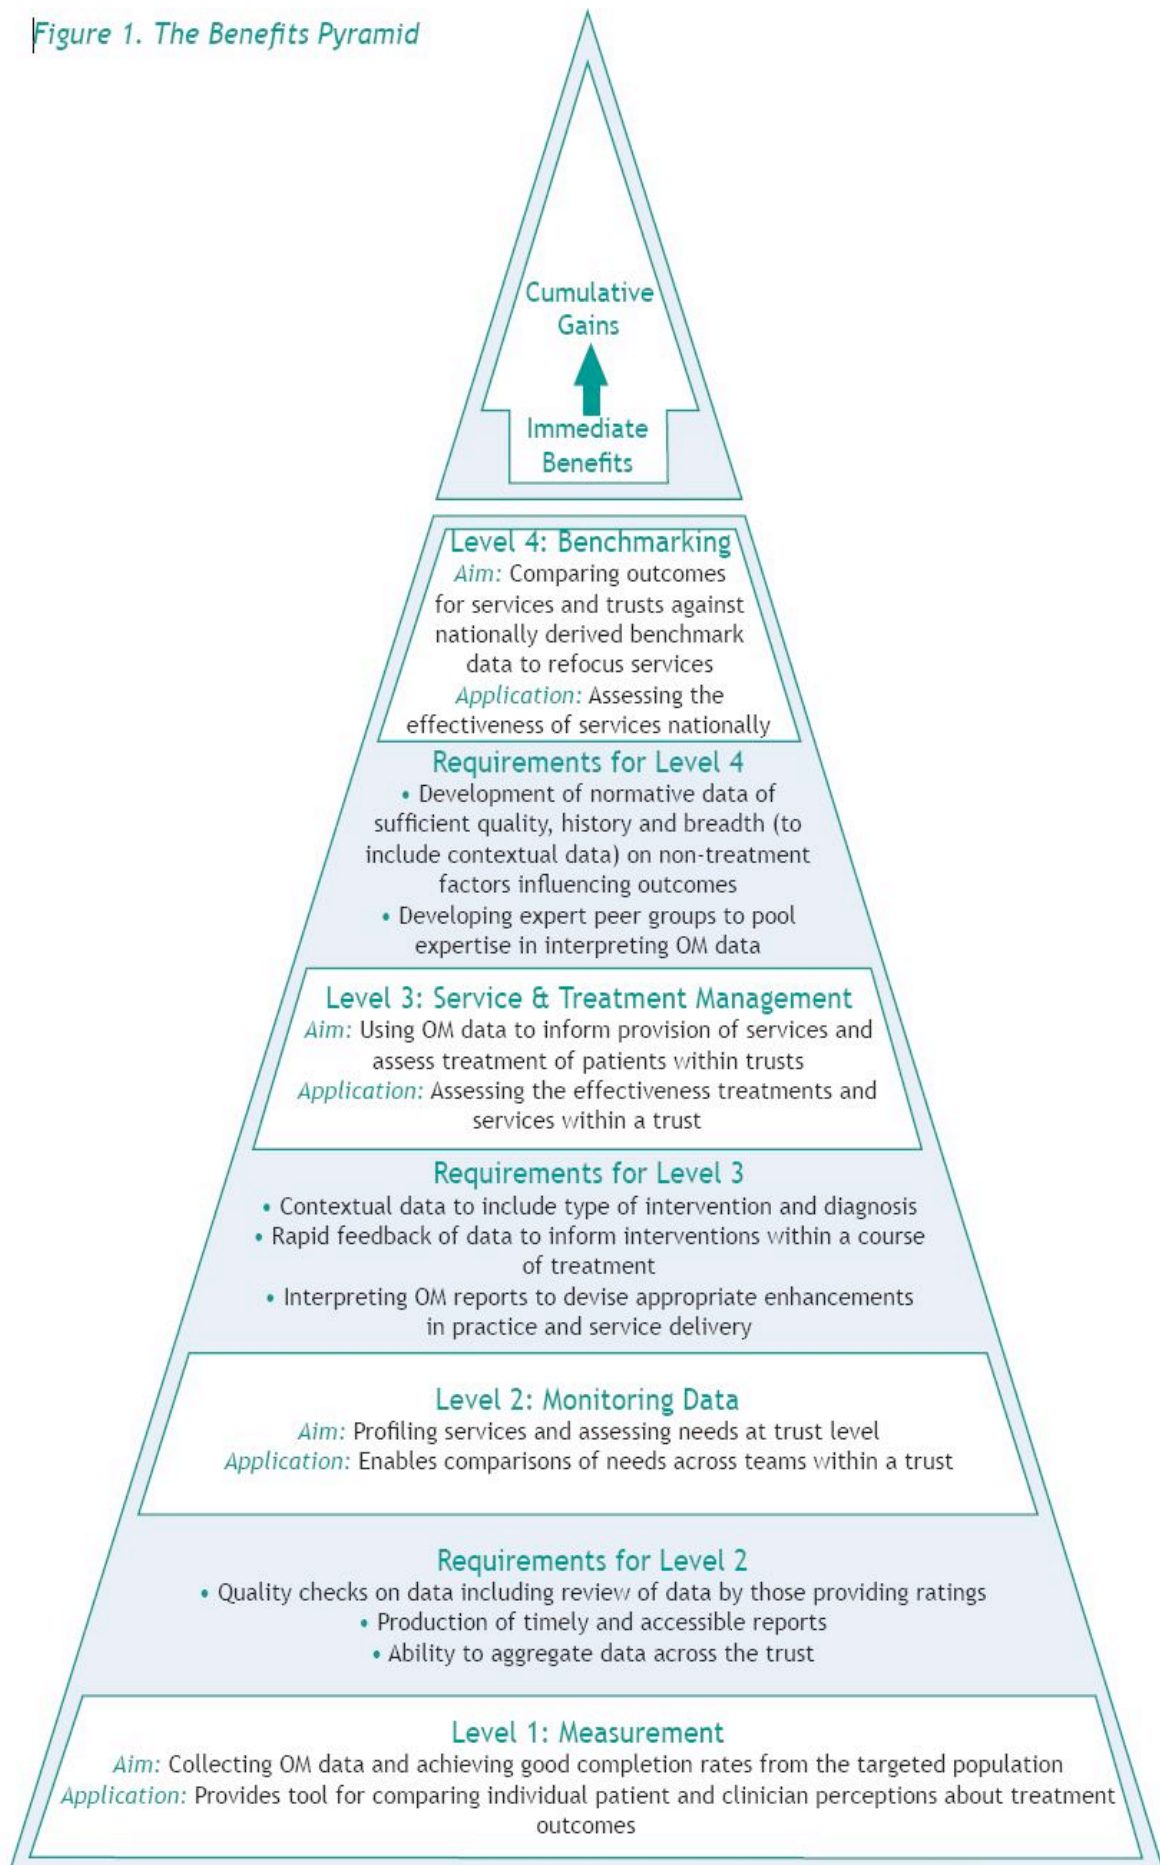 Figure 1. The Benefits Pyramid
Cumulative
Gains
Immediate
Benefits
Level 4: Benchmarking
Aim: Comparing outcomes
for services and trusts against
nationally derived benchmark
data to refocus services
Application: Assessing the
effectiveness of services nationally
Requirements for Level 4
• Development of normative data of
sufficient quality, history and breadth (to
include contextual data) on non-treatment
factors influencing outcomes
• Developing expert peer groups to pool
expertise in interpreting OM data
Level 3: Service & Treatment Management
Aim: Using OM data to inform provision of services and
assess treatment of patients within trusts
Application: Assessing the effectiveness treatments and
services within a trust
Requirements for Level 3
• Contextual data to include type of intervention and diagnosis
• Rapid feedback of data to inform interventions within a course
of treatment
• Interpreting OM reports to devise appropriate enhancements
in practice and service delivery
Level 2: Monitoring Data
Aim: Profiling services and assessing needs at trust level
Application: Enables comparisons of needs across teams within a trust
Requirements for Level 2
• Quality checks on data including review of data by those providing ratings
• Production of timely and accessible reports
• Ability to aggregate data across the trust
Level 1: Measurement
Aim: Collecting OM data and achieving good completion rates from the targeted population
Application: Provides tool for comparing individual patient and clinician perceptions about treatment
outcomes